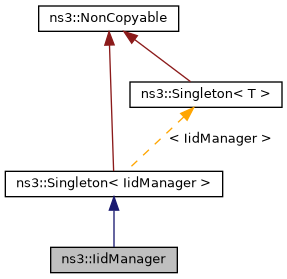 ns3::NonCopyable
ns3::Singleton< T >
< IidManager >
ns3::Singleton< IidManager >
ns3::IidManager